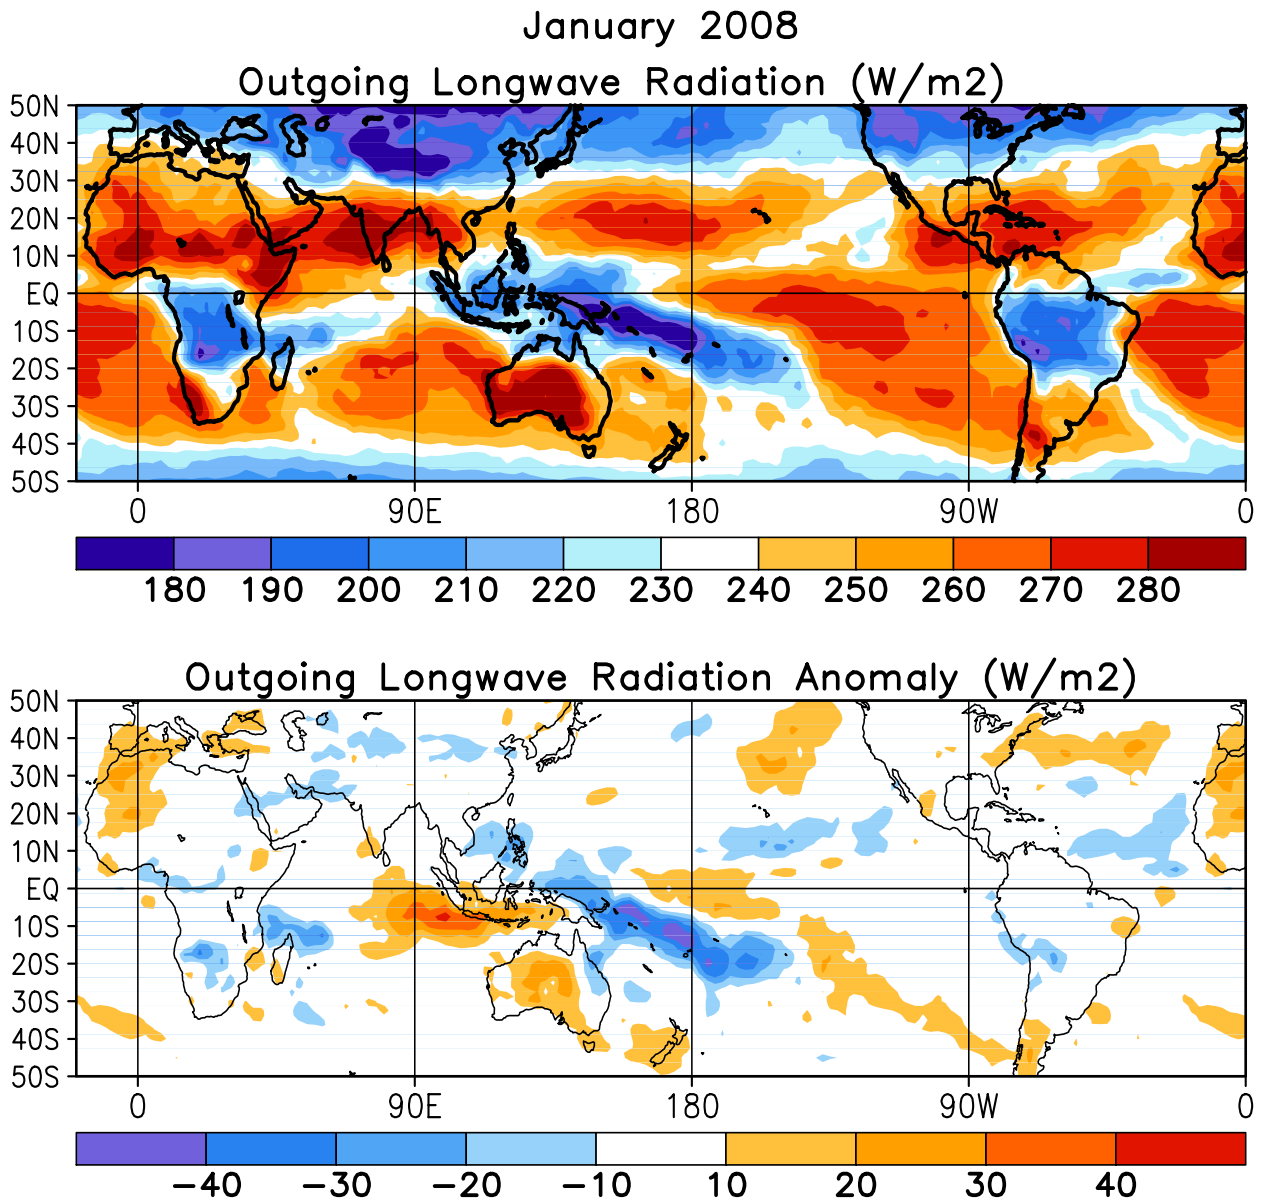 January 2008
Outgoing Longwave Radiation (W/m2)
50N
40N
30N
20N
10N
EQ
10S
20S
30S
40S
50S
0 90E 180 90W 0
180 190 200 210 220 230 240 250 260 270 280
Outgoing Longwave Radiation Anomaly (W/m2)
50N
40N
30N
20N
10N
EQ
10S
20S
30S
40S
50S
0 90E 180 90W 0
−40 −30 −20 −10 10 20 30 40